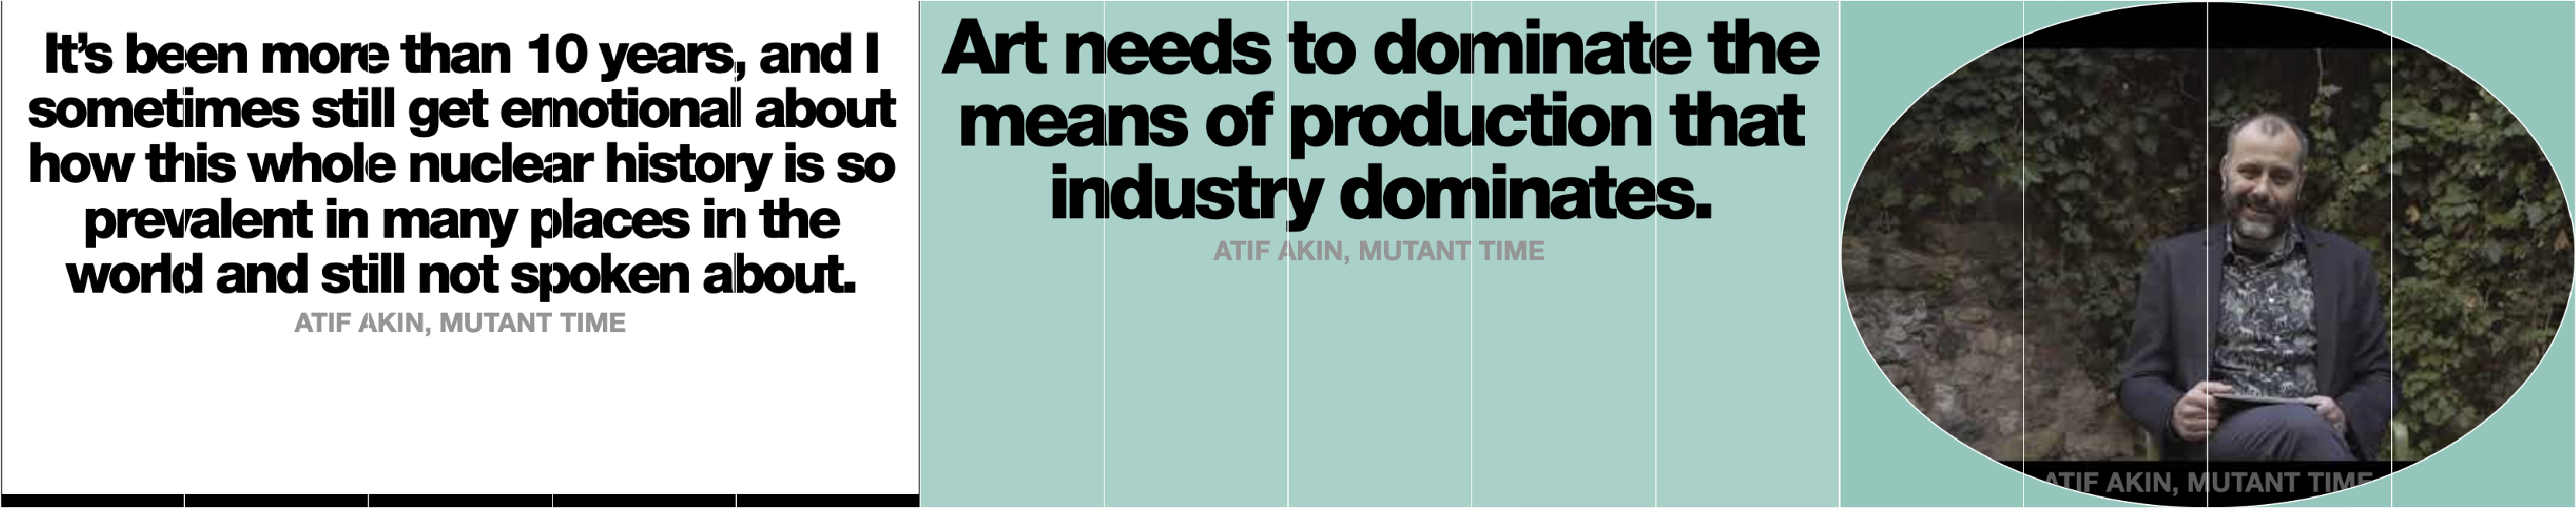 It's been more than 10 years, and I
sometimes still get emotional about
how this whole nuclear history is so
prevalent in many places in the
world and still not spoken about.
ATIF AKIN, MUTANT TIME
Art needs to dominate the
means of production that
industry dominates.
ATIF AKIN, MUTANT TIME
ATIF AKIN, MUTANT TIME